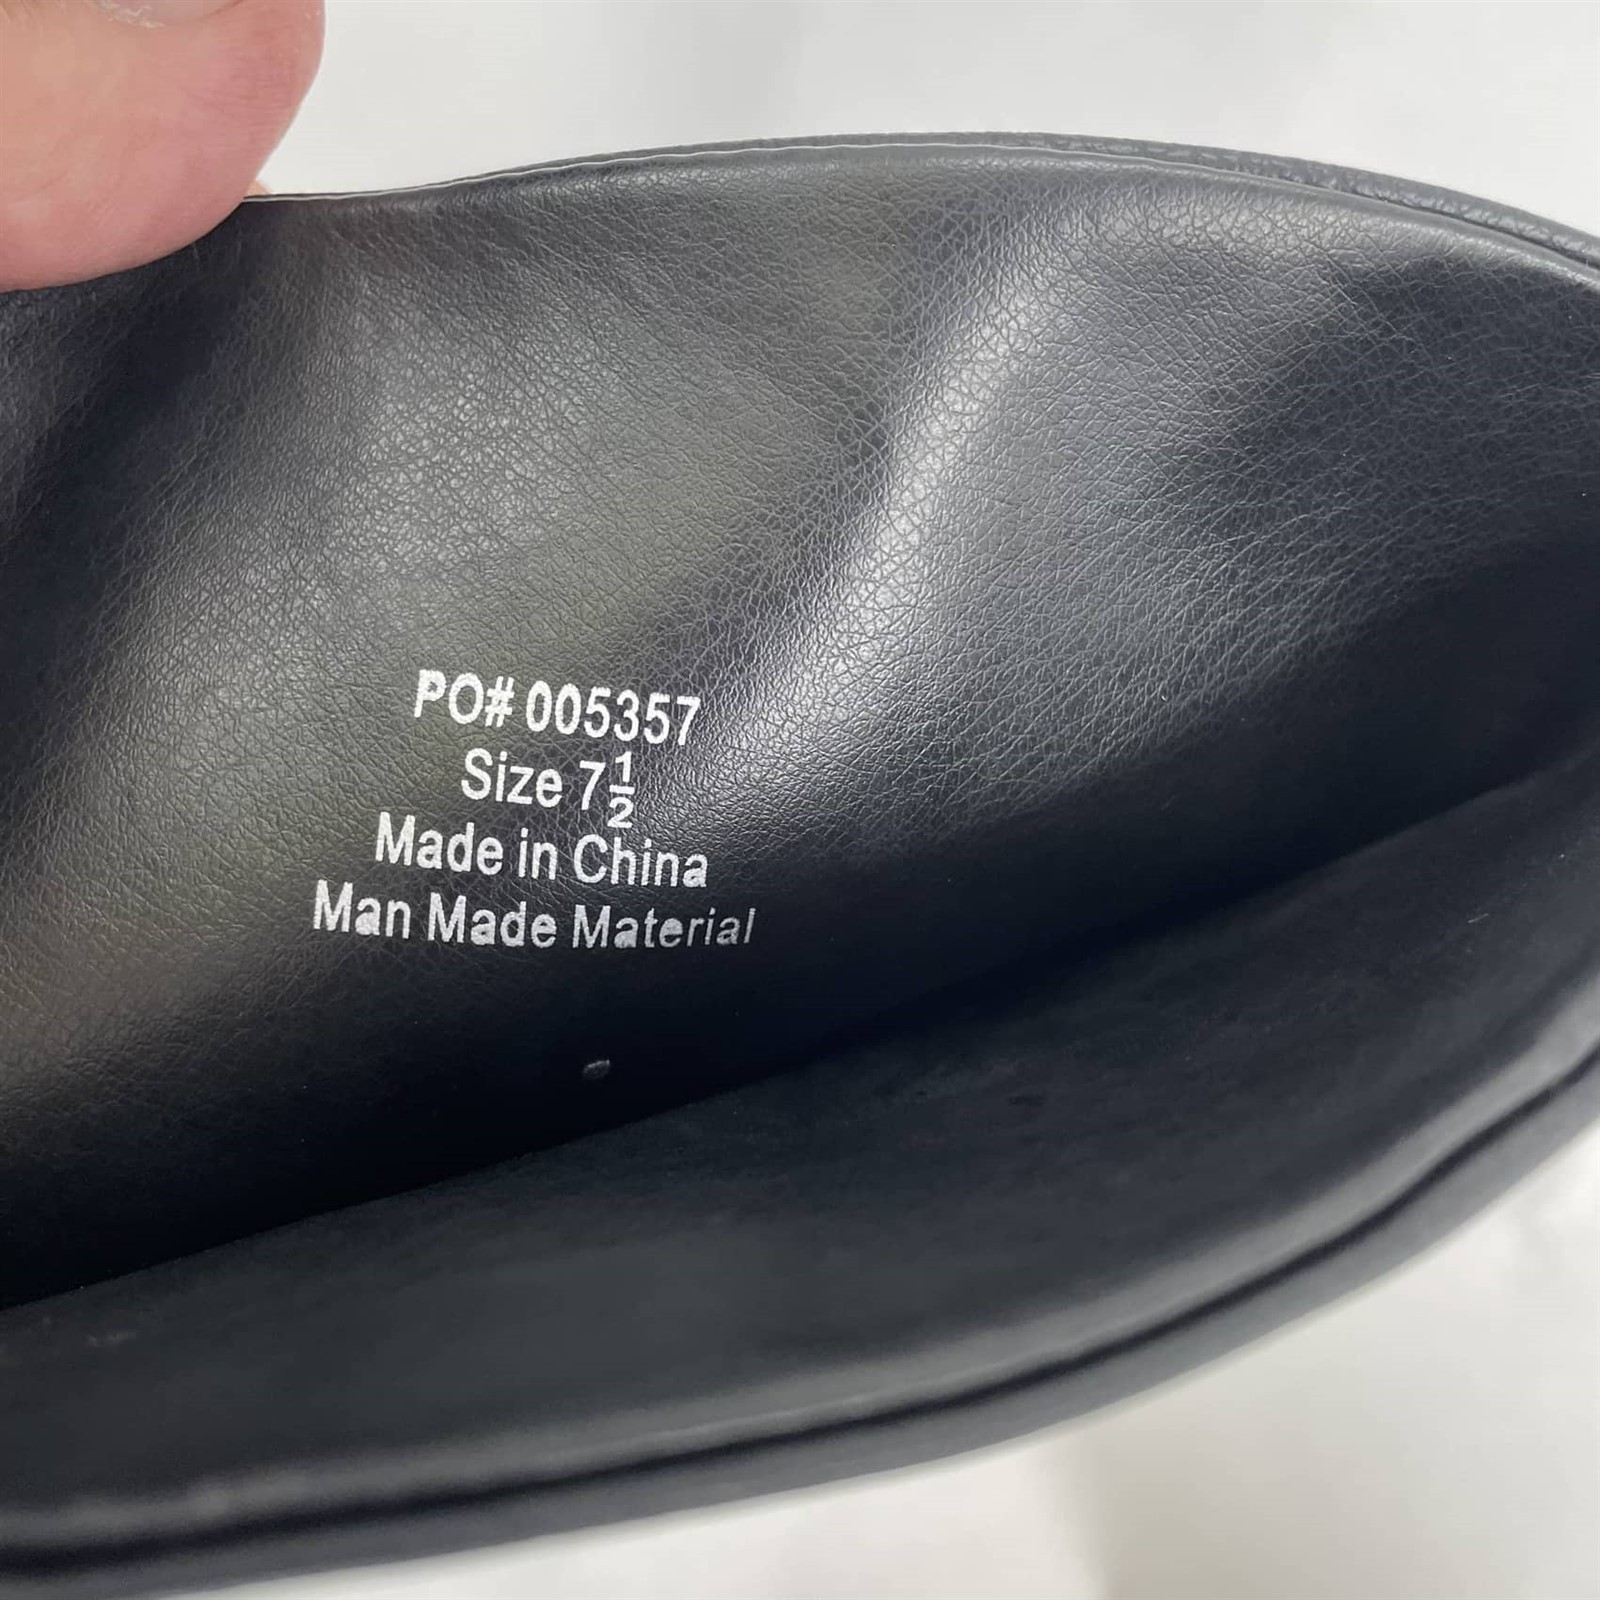 PO# 005357
Size 7½
Made in China
Man Made Material